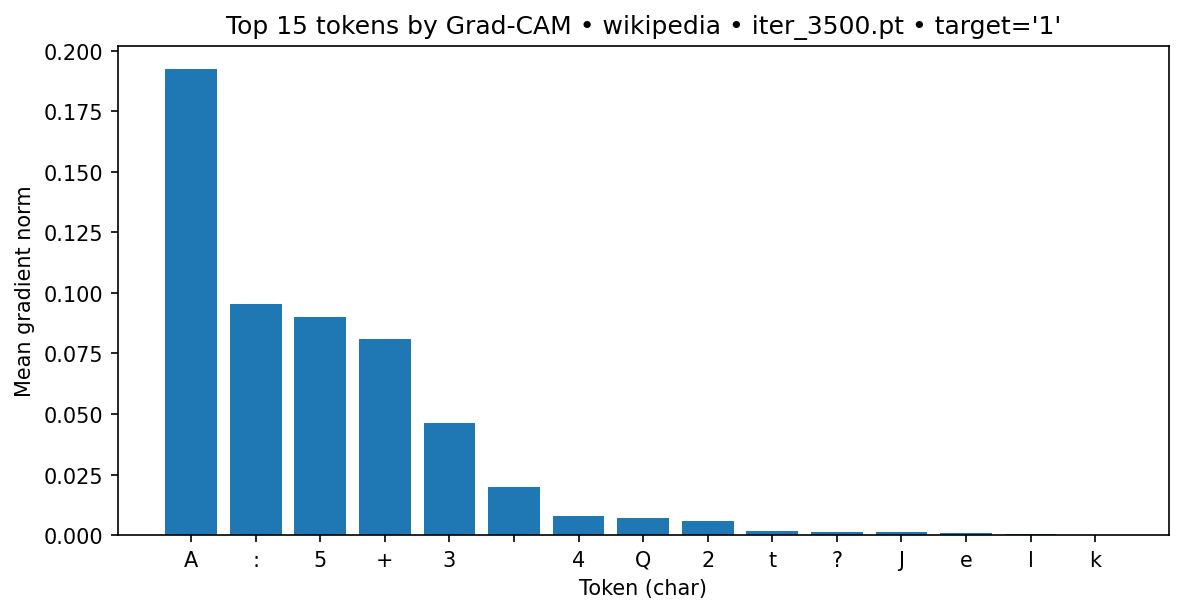 Top 15 tokens by Grad-CAM • wikipedia • iter_3500.pt • target='1'
0.200
0.175
0.150
0.125
0.100
0.075
0.050
0.025
0.000
Mean gradient norm
A : 5 + 3 4 Q 2 t ? J e l k
Token (char)